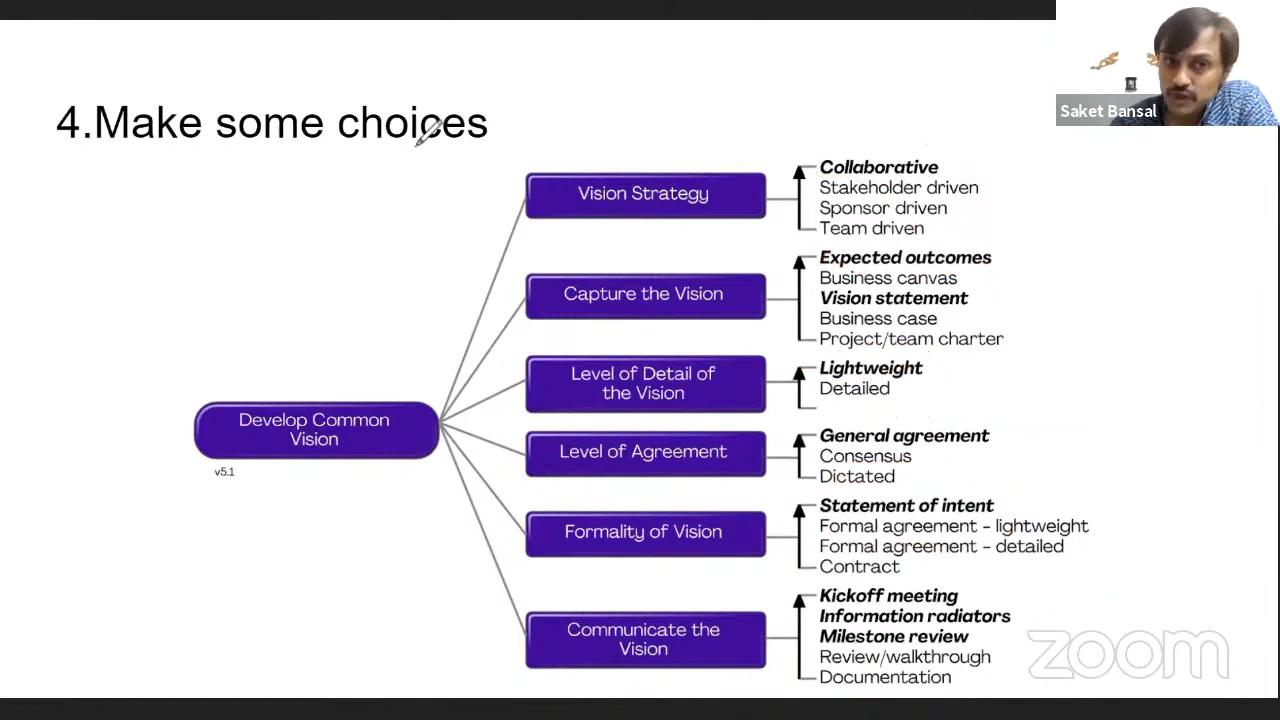 Saket Bansal
4.Make some choices
Develop Common
Vision
v5.1
Vision Strategy
Collaborative
Stakeholder driven
Sponsor driven
Team driven
Capture the Vision
Expected outcomes
Business canvas
Vision statement
Business case
Project/team charter
Level of Detail of
the Vision
Lightweight
Detailed
Level of Agreement
General agreement
Consensus
Dictated
Formality of Vision
Statement of intent
Formal agreement - lightweight
Formal agreement - detailed
Contract
Communicate the
Vision
Kickoff meeting
Information radiators
Milestone review
Review/walkthrough
Documentation
zoom